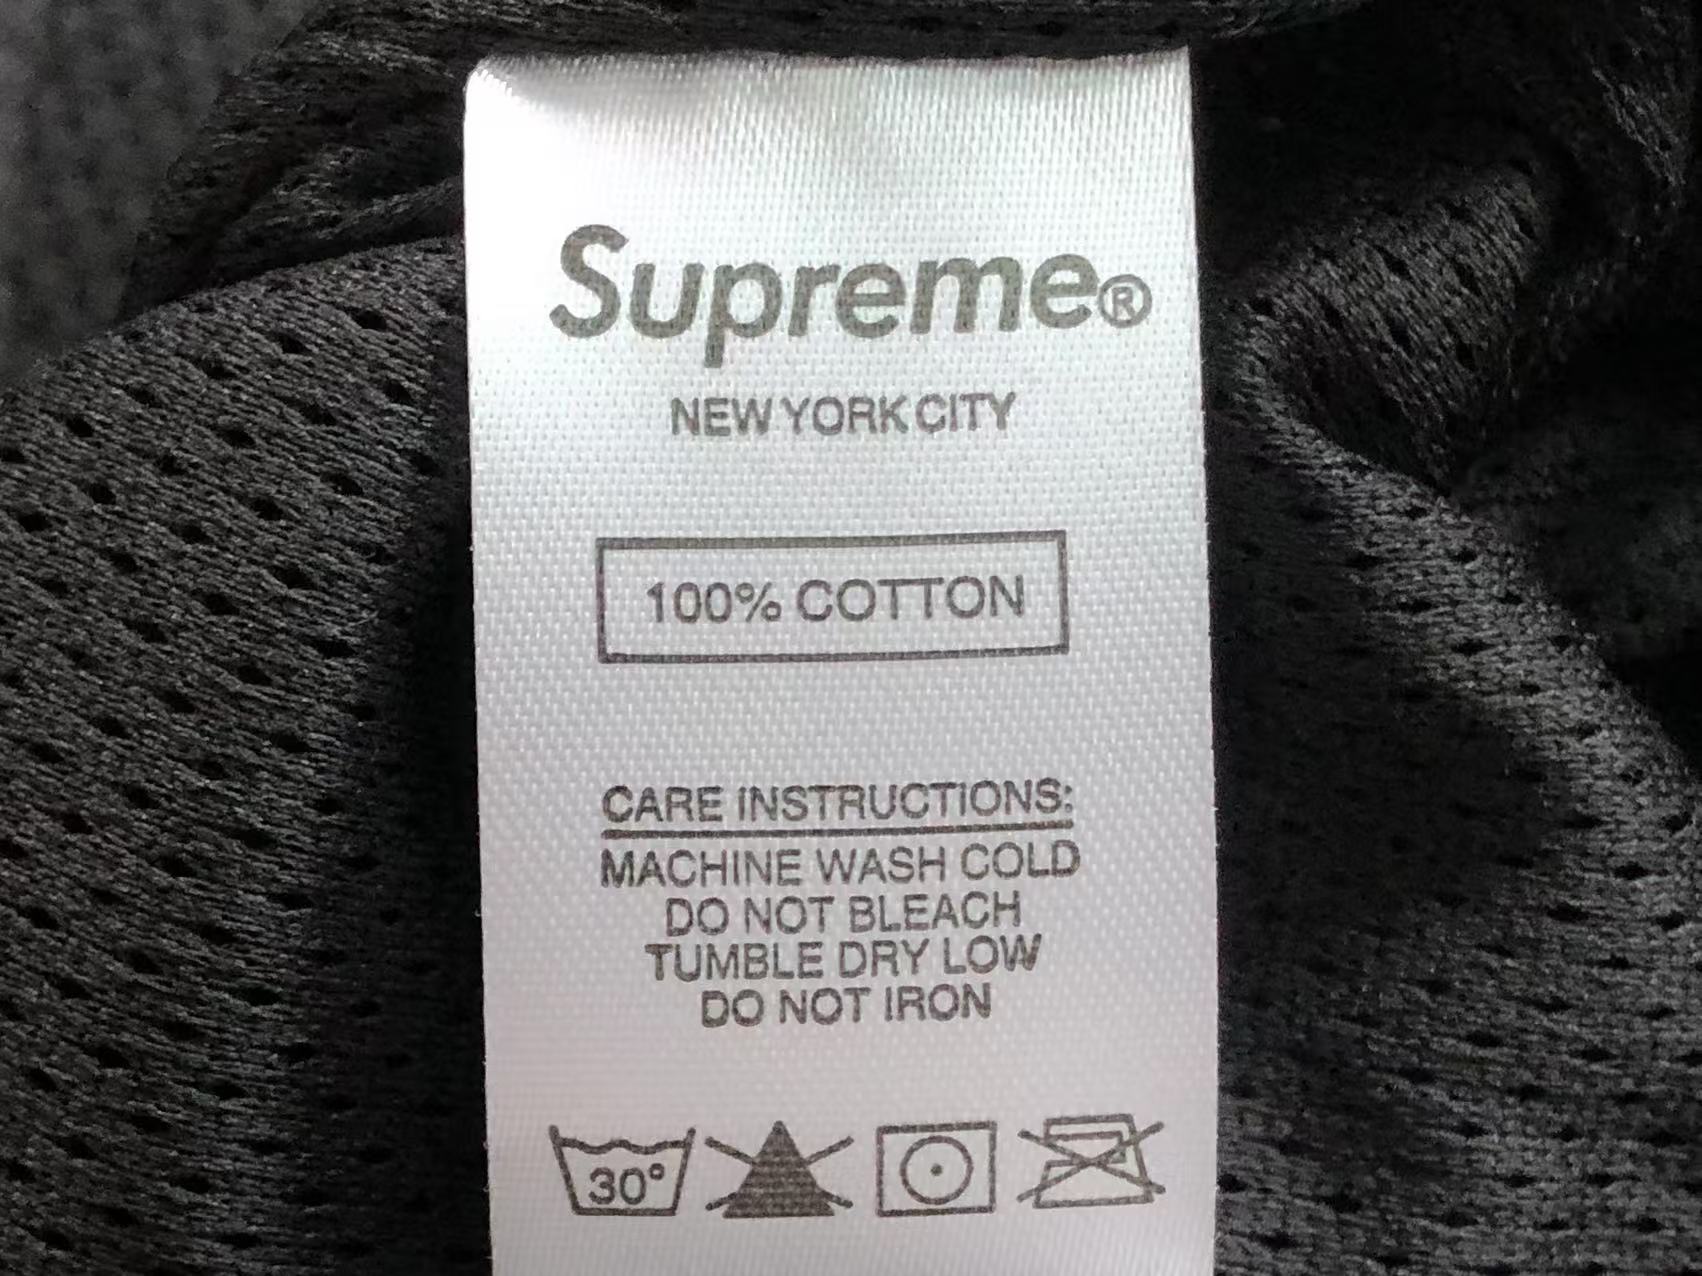 Supreme®
NEW YORK CITY
100% COTTON
CARE INSTRUCTIONS:
MACHINE WASH COLD
DO NOT BLEACH
TUMBLE DRY LOW
DO NOT IRON
30°